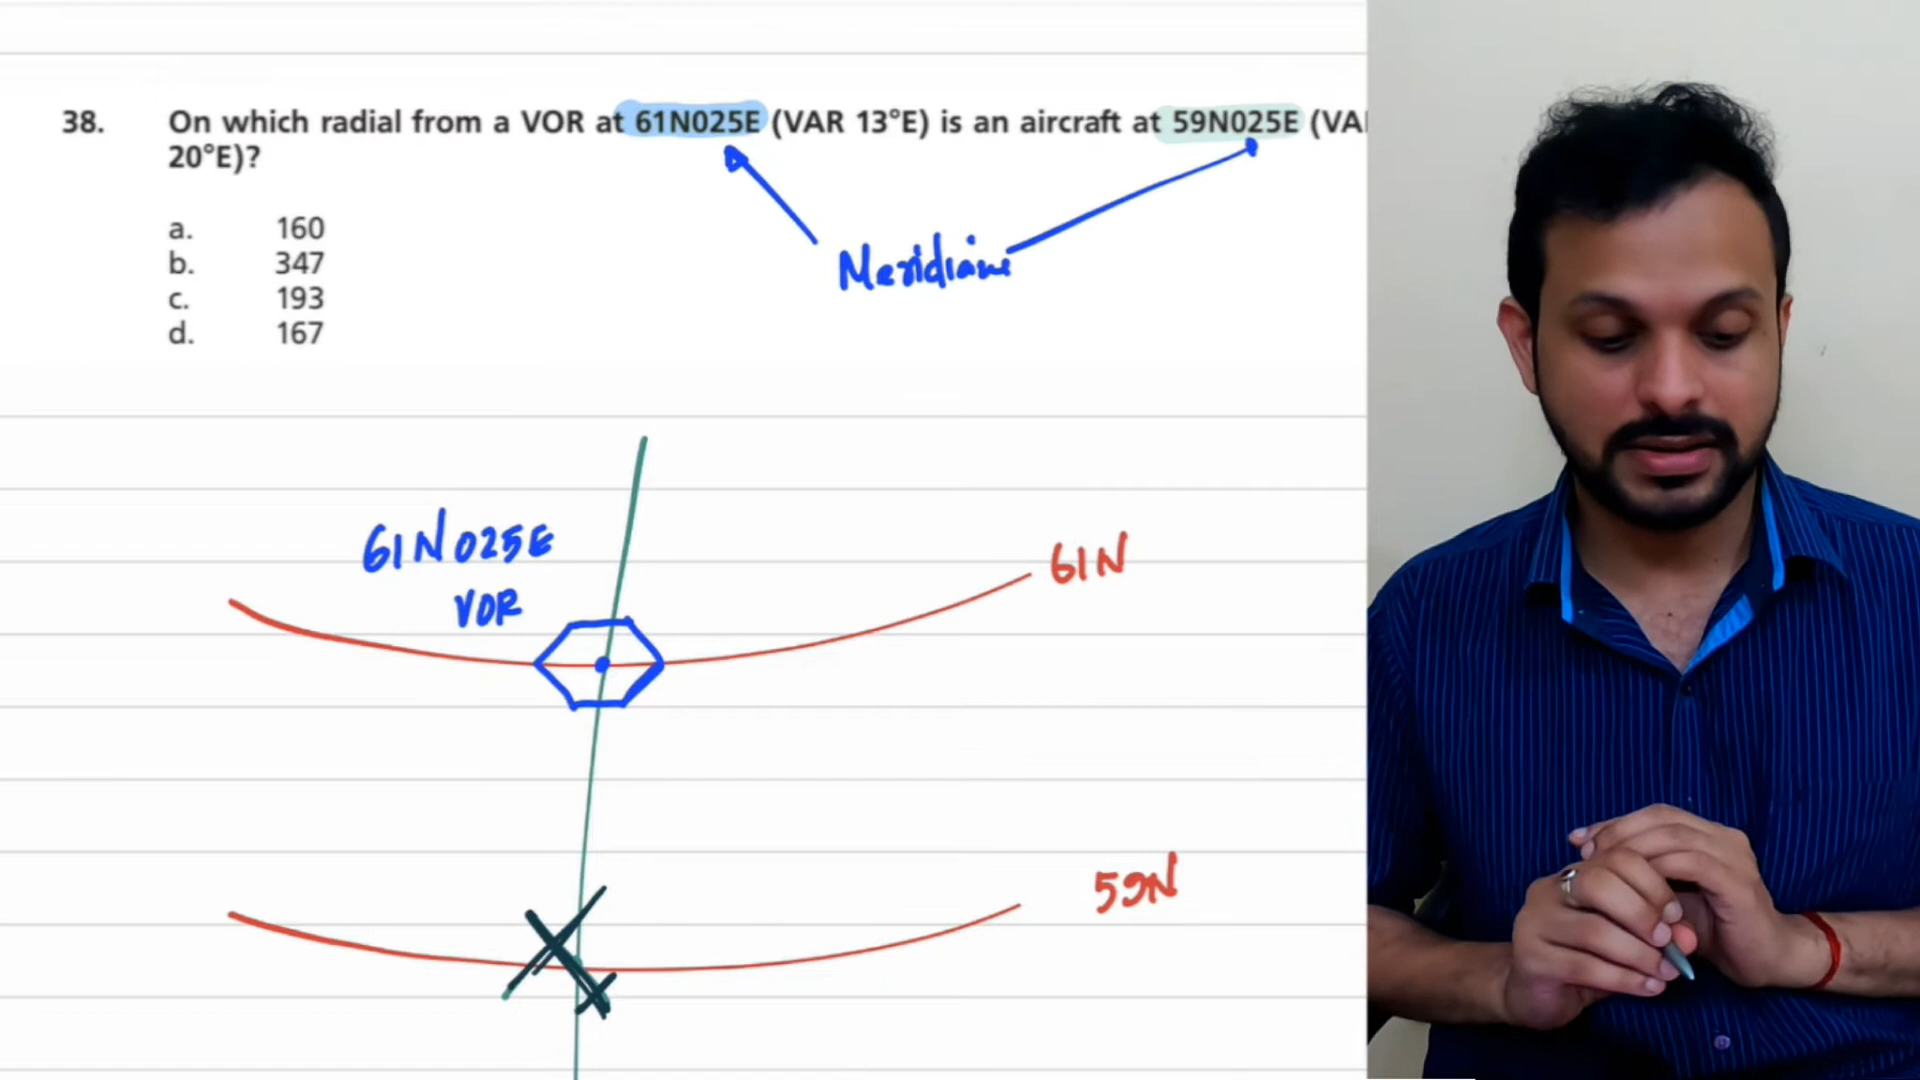 38. On which radial from a VOR at 61N025E (VAR 13°E) is an aircraft at 59N025E (VA
20°E)?
a. 160
b. 347
c. 193
d. 167
Meridian
61N025E
VOR
61N
59N